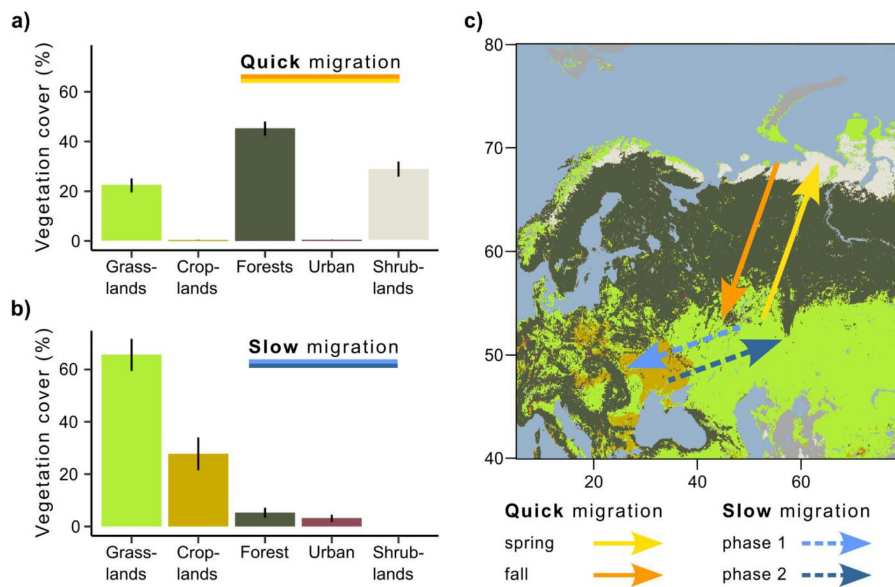 a)
Vegetation cover (%)
60
40
20
0
Quick migration
Grass-
lands
Crop-
lands
Forests
Urban
Shrub-
lands
b)
Vegetation cover (%)
60
40
20
0
Slow migration
Grass-
lands
Crop-
lands
Forest
Urban
Shrub-
lands
c)
80
70
60
50
40
20
40
60
Quick migration
spring
fall
Slow migration
phase 1
phase 2